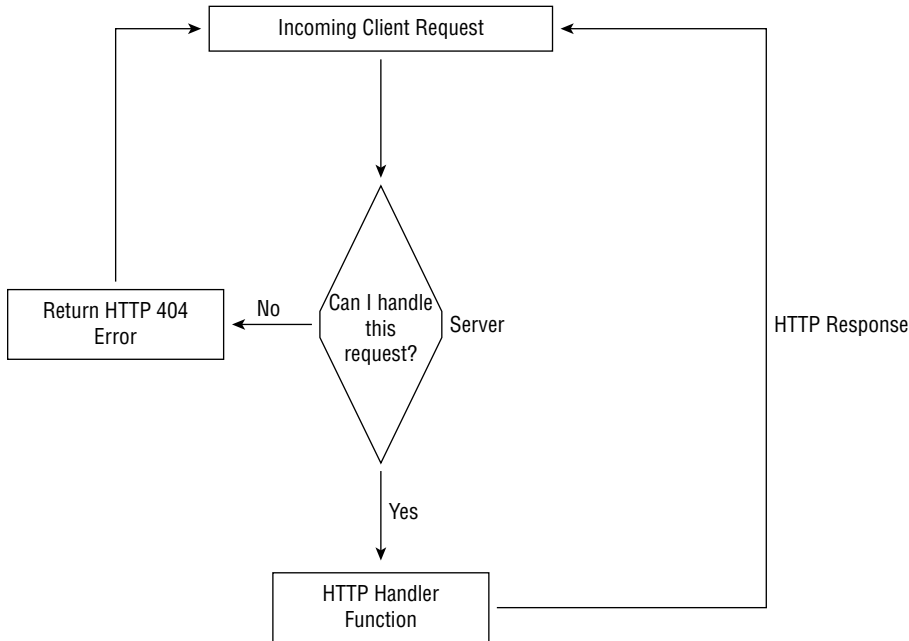 Incoming Client Request
Return HTTP 404
Error
No
Can I handle
this
request?
Server
HTTP Response
Yes
HTTP Handler
Function